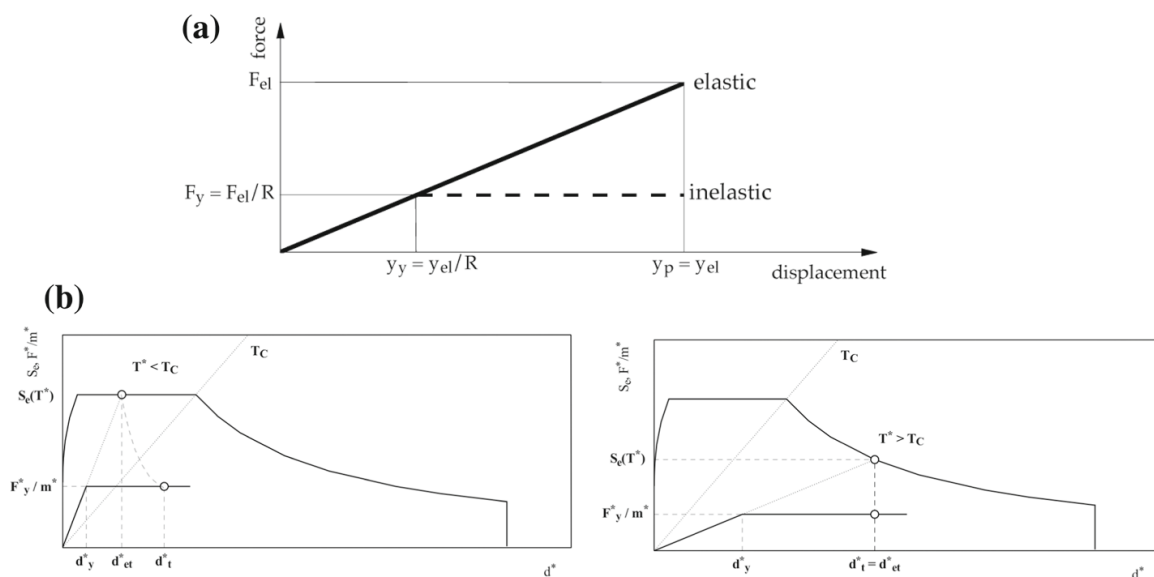 (a)
force
F_el
elastic
F_y = F_el/R
inelastic
y_y = y_el/R
y_p = y_el
displacement
(b)
S_e, F*/m*
T* < T_C
T_C
S_e(T*)
F*_y / m*
d*_y
d*_et
d*_t
d*
S_e, F*/m*
T_C
T* > T_C
S_e(T*)
F*_y / m*
d*_y
d*_t = d*_et
d*